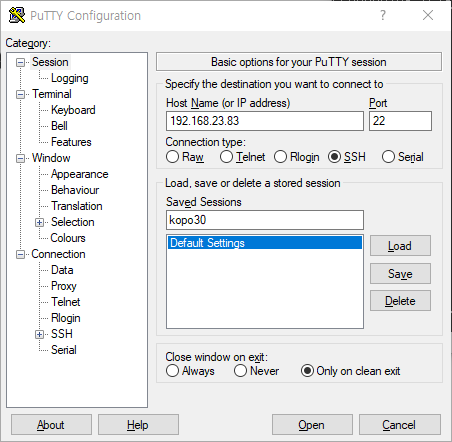 PuTTY Configuration
?
Category:
Session
Logging
Terminal
Keyboard
Bell
Features
Window
Appearance
Behaviour
Translation
Selection
Colours
Connection
Data
Proxy
Telnet
Rlogin
SSH
Serial
Basic options for your PuTTY session
Specify the destination you want to connect to
Host Name (or IP address) Port
192.168.23.83 22
Connection type:
Raw Telnet Rlogin SSH Serial
Load, save or delete a stored session
Saved Sessions
kopo30
Default Settings
Load
Save
Delete
Close window on exit:
Always Never Only on clean exit
About Help Open Cancel